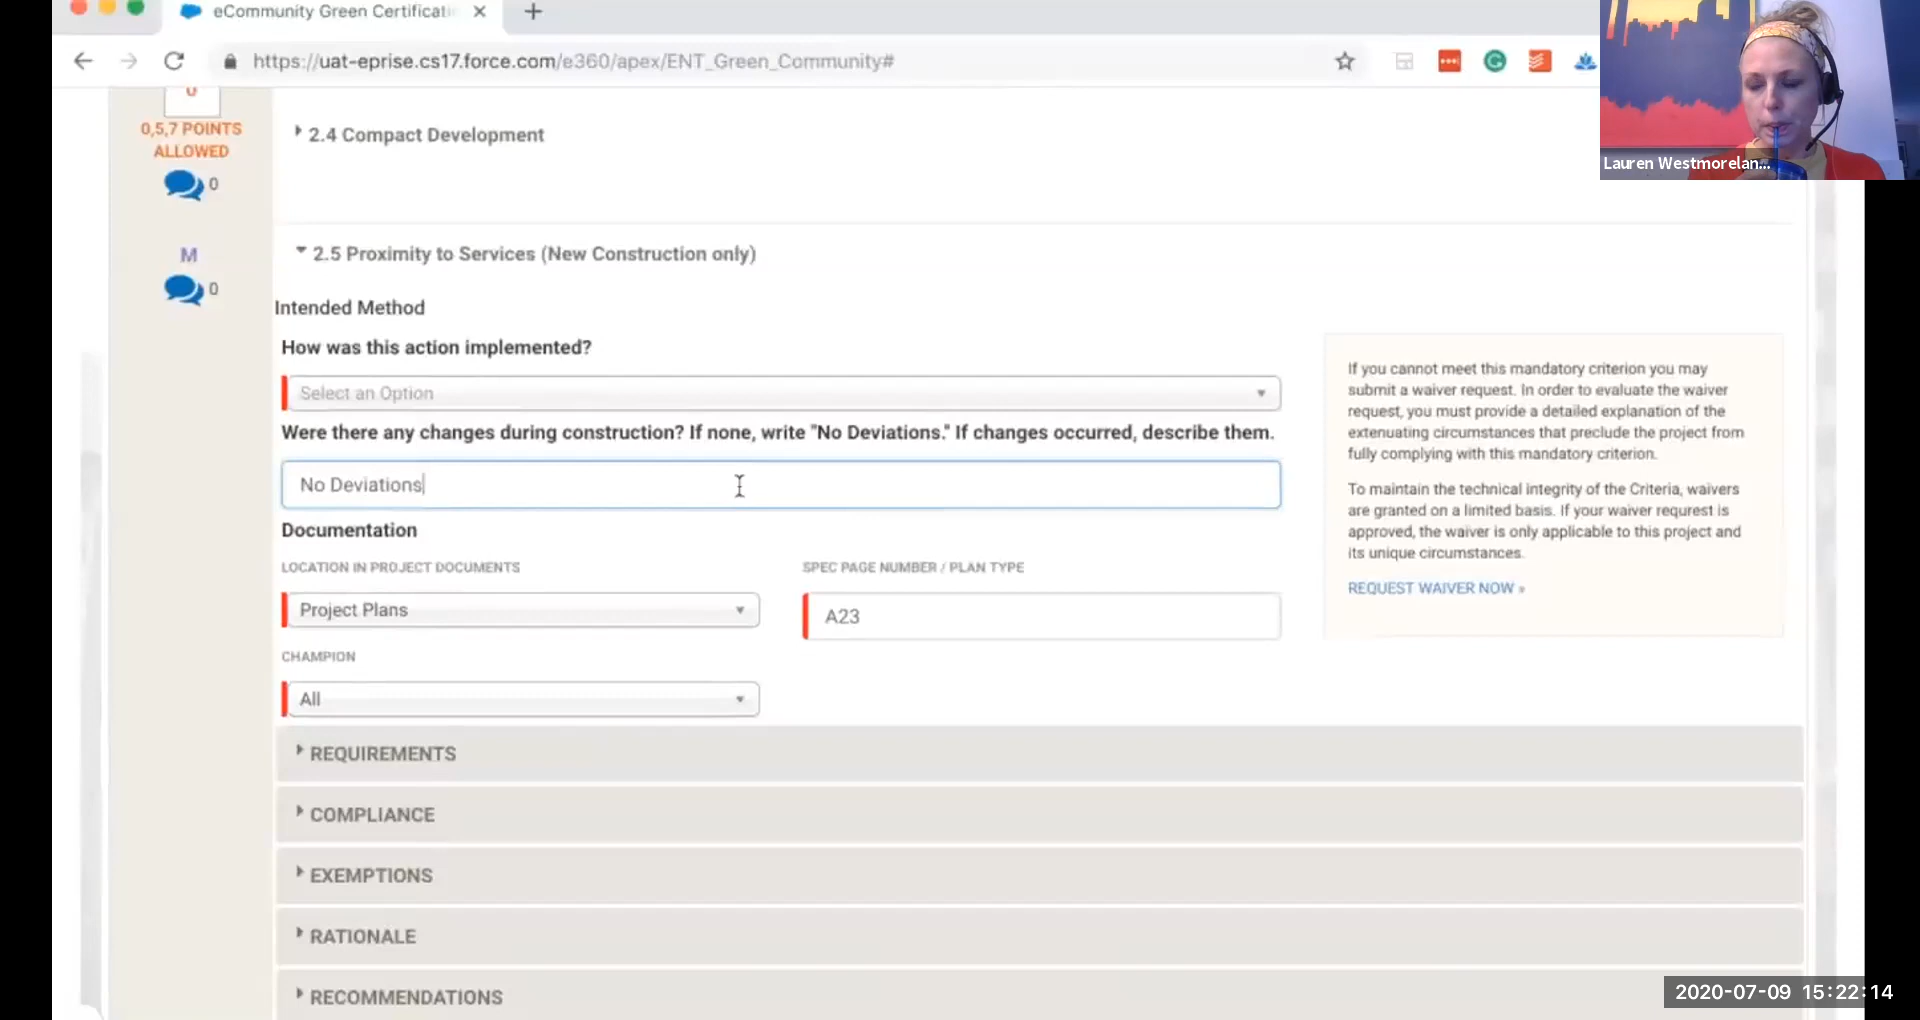 eCommunity Green Certificati
https://uat-eprise.cs17.force.com/e360/apex/ENT_Green_Community#
Lauren Westmorelan...
0
0,5,7 POINTS
ALLOWED
0
2.4 Compact Development
M
0
2.5 Proximity to Services (New Construction only)
Intended Method
How was this action implemented?
Select an Option
Were there any changes during construction? If none, write "No Deviations." If changes occurred, describe them.
No Deviations
Documentation
LOCATION IN PROJECT DOCUMENTS
SPEC PAGE NUMBER / PLAN TYPE
Project Plans
A23
CHAMPION
All
If you cannot meet this mandatory criterion you may
submit a waiver request. In order to evaluate the waiver
request, you must provide a detailed explanation of the
extenuating circumstances that preclude the project from
fully complying with this mandatory criterion.
To maintain the technical integrity of the Criteria, waivers
are granted on a limited basis. If your waiver requrest is
approved, the waiver is only applicable to this project and
its unique circumstances.
REQUEST WAIVER NOW »
REQUIREMENTS
COMPLIANCE
EXEMPTIONS
RATIONALE
RECOMMENDATIONS
2020-07-09 15:22:14